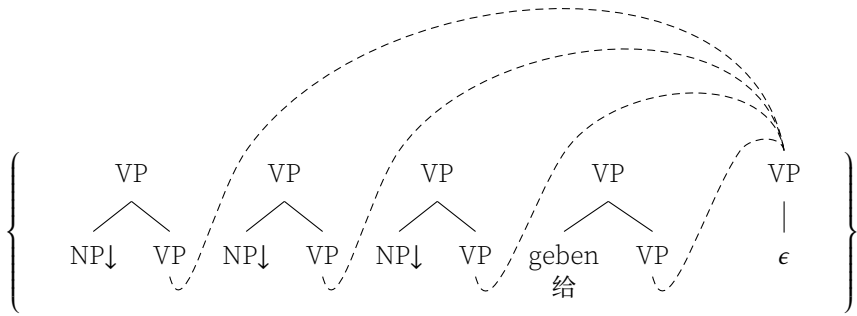 VP VP VP VP VP
NP↓ VP NP↓ VP NP↓ VP geben VP ϵ
给